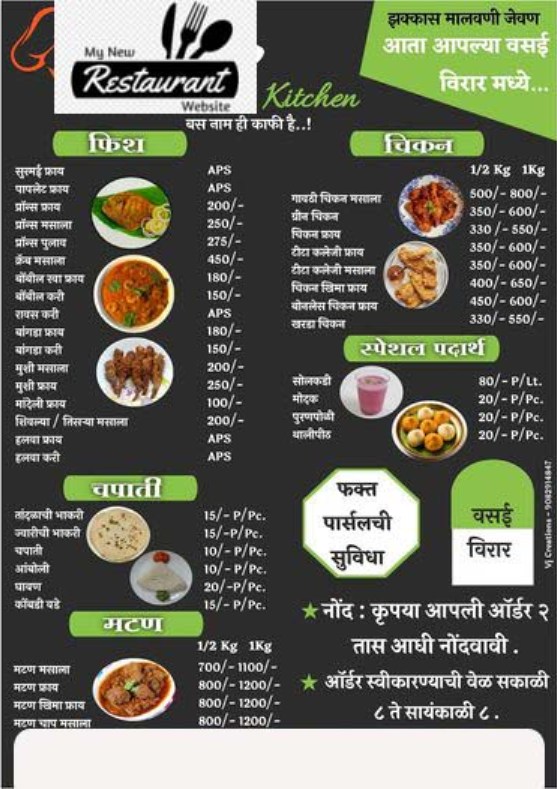 My New
Restaurant
Website
Kitchen
बस नाम ही काफी है..!
झक्कास मालवणी जेवण
आता आपल्या वसई
विरार मध्ये...
फिश
सुरमई फ्राय APS
पापलेट फ्राय APS
प्रॉन्स फ्राय 200/-
प्रॉन्स मसाला 250/-
प्रॉन्स पुलाव 275/-
क्रॅब मसाला 450/-
बोंबील रवा फ्राय 180/-
बोंबील करी 150/-
रावस करी APS
बांगडा फ्राय 180/-
बांगडा करी 150/-
मुशी मसाला 200/-
मुशी फ्राय 250/-
मांदेली फ्राय 100/-
शिवल्या / तिसऱ्या मसाला 200/-
हलवा फ्राय APS
हलवा करी APS
चपाती
तांदळाची भाकरी 15/- P/Pc.
ज्वारीची भाकरी 15/-P/Pc.
चपाती 10/- P/Pc.
आंबोली 10/- P/Pc.
घावण 20/-P/Pc.
कोंबडी वडे 15/- P/Pc.
मटण
1/2 Kg 1Kg
मटण मसाला 700/- 1100/-
मटण फ्राय 800/- 1200/-
मटण खिमा फ्राय 800/- 1200/-
मटण चाप मसाला 800/- 1200/-
चिकन
1/2 Kg 1Kg
गावठी चिकन मसाला 500/- 800/-
ग्रीन चिकन 350/- 600/-
चिकन फ्राय 330 /- 550/-
टीटा कलेजी फ्राय 350/- 600/-
टीटा कलेजी मसाला 350/- 600/-
चिकन खिमा फ्राय 400/- 650/-
बोनलेस चिकन फ्राय 450/- 600/-
खरडा चिकन 330/- 550/-
स्पेशल पदार्थ
सोलकडी 80/- P/Lt.
मोदक 20/- P/Pc.
पुरणपोळी 20/- P/Pc.
थालीपीठ 20/- P/Pc.
फक्त
पार्सलची
सुविधा
वसई
विरार
Vj Creations - 9082914847
★ नोंद : कृपया आपली ऑर्डर २
तास आधी नोंदवावी .
★ ऑर्डर स्वीकारण्याची वेळ सकाळी
८ ते सायंकाळी ८ .